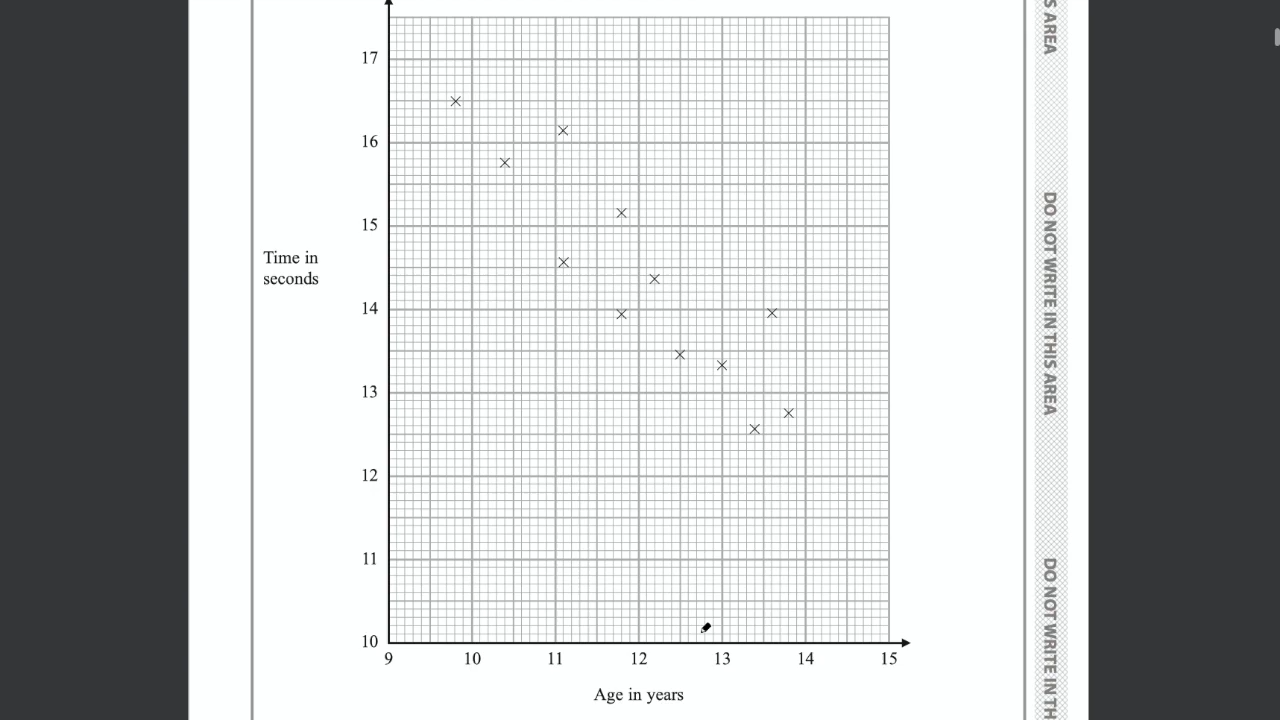 17
16
15
14
13
12
11
10
Time in
seconds
9 10 11 12 13 14 15
Age in years
S AREA
DO NOT WRITE IN THIS AREA
DO NOT WRITE IN TH